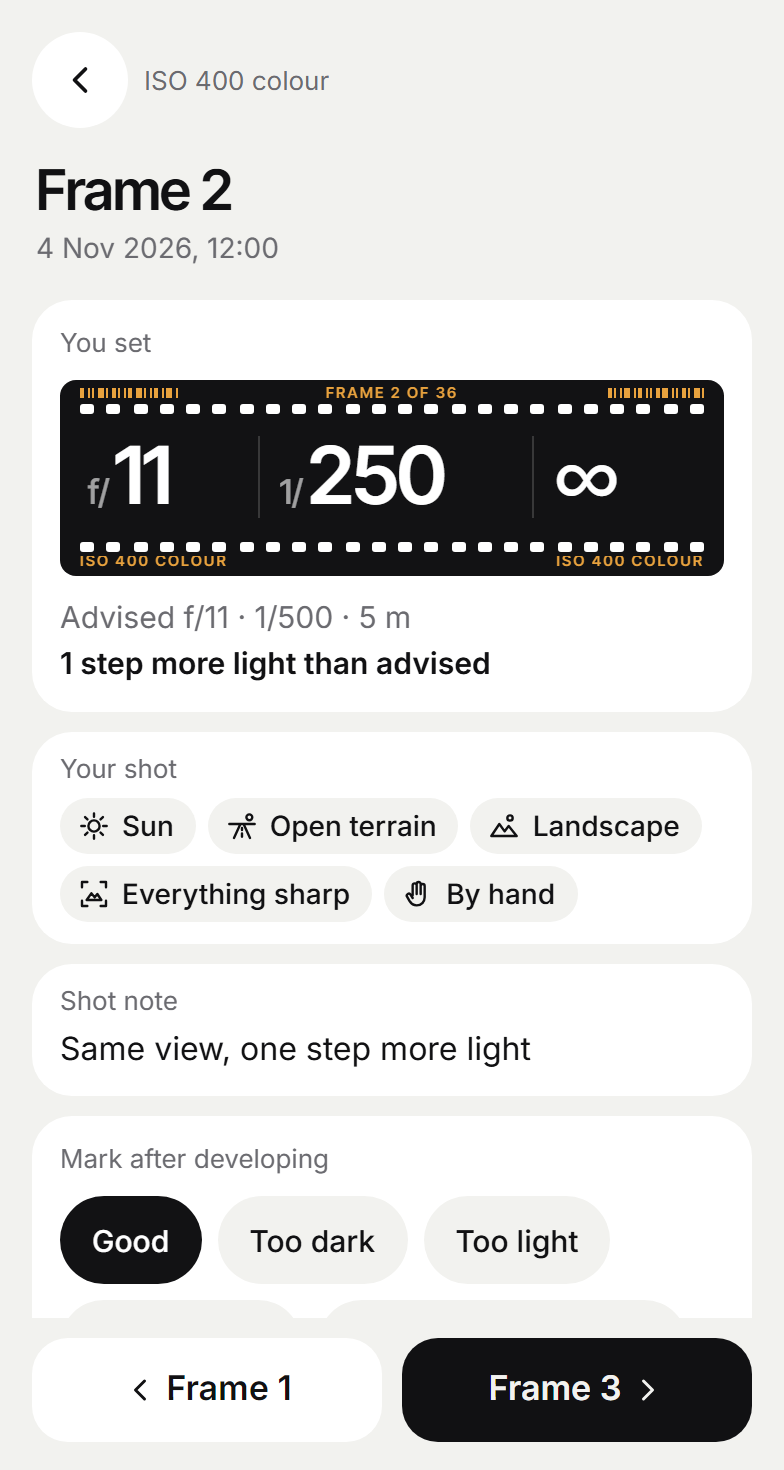 ISO 400 colour
Frame 2
4 Nov 2026, 12:00
You set
FRAME 2 OF 36
f/11 1/250 ∞
ISO 400 COLOUR ISO 400 COLOUR
Advised f/11 · 1/500 · 5 m
1 step more light than advised
Your shot
Sun Open terrain Landscape
Everything sharp By hand
Shot note
Same view, one step more light
Mark after developing
Good Too dark Too light
Frame 1 Frame 3